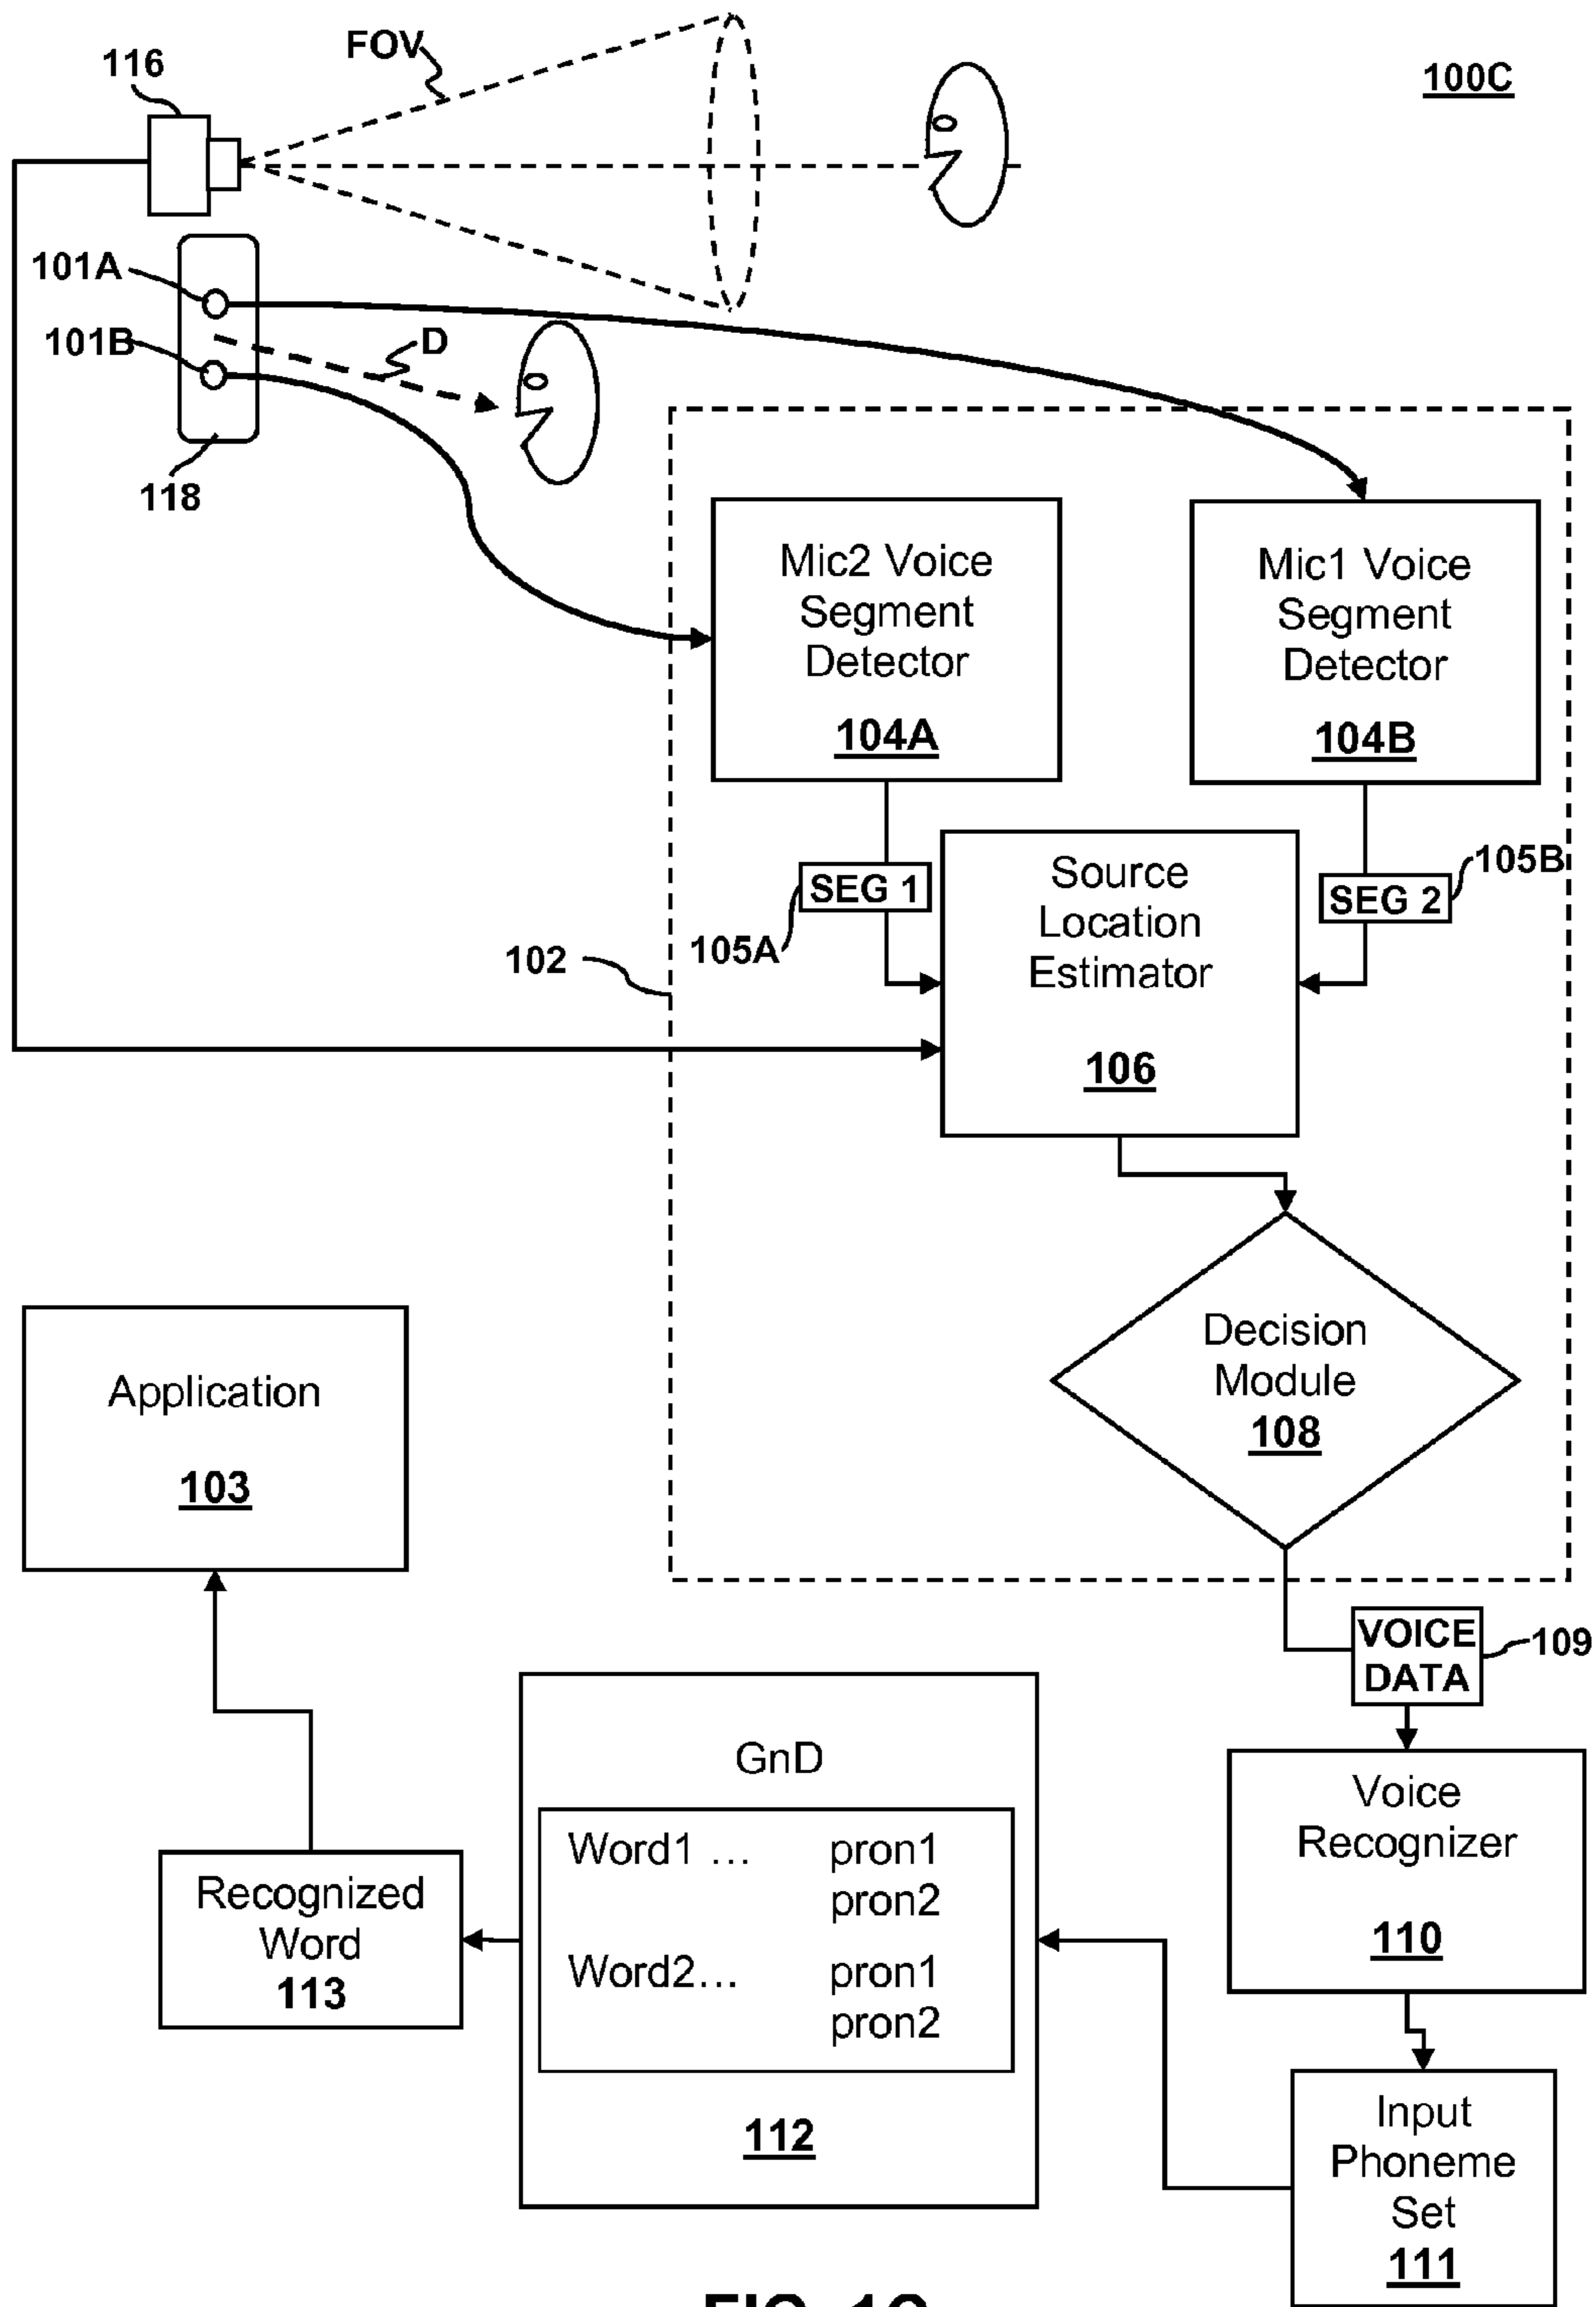 FOV
116
100C
101A
101B
D
118
Mic2 Voice
Segment
Detector
104A
Mic1 Voice
Segment
Detector
104B
SEG 1
105A
Source
Location
Estimator
106
SEG 2
105B
102
Decision
Module
108
Application
103
VOICE
DATA
109
GnD
Word1 ... pron1
pron2
Word2... pron1
pron2
112
Voice
Recognizer
110
Recognized
Word
113
Input
Phoneme
Set
111
FIG. 1C